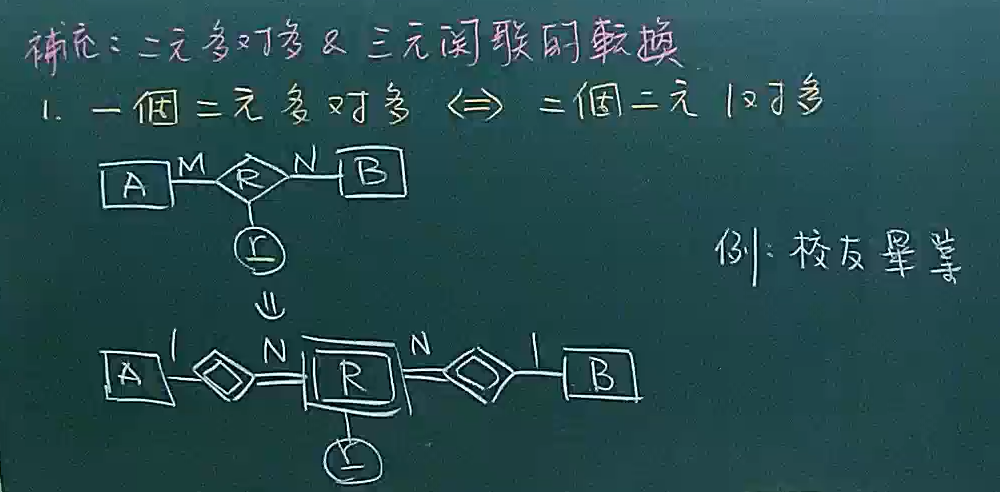 補充：二元多对多 & 三元関联的転換
1. 一個二元多对多 <=> 二個二元1对多
A M R N B
r
例：校友畢業
⇓
A 1 N R N 1 B
r